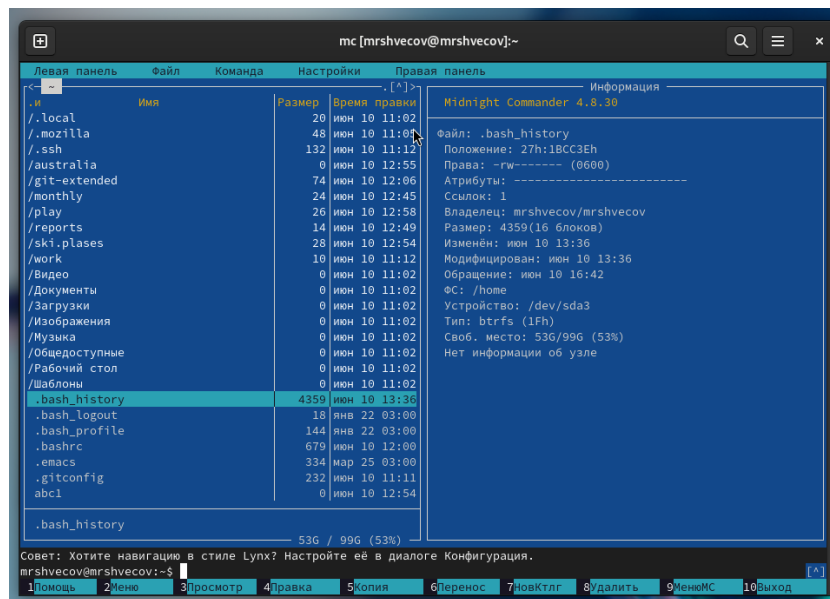 mc [mrshvecov@mrshvecov]:~
Левая панель Файл Команда Настройки Правая панель
<- ~ .[^]>
.и Имя Размер Время правки
/.local 20 июн 10 11:02
/.mozilla 48 июн 10 11:05
/.ssh 132 июн 10 11:12
/australia 0 июн 10 12:55
/git-extended 74 июн 10 12:06
/monthly 24 июн 10 12:45
/play 26 июн 10 12:58
/reports 14 июн 10 12:49
/ski.plases 28 июн 10 12:54
/work 10 июн 10 11:12
/Видео 0 июн 10 11:02
/Документы 0 июн 10 11:02
/Загрузки 0 июн 10 11:02
/Изображения 0 июн 10 11:02
/Музыка 0 июн 10 11:02
/Общедоступные 0 июн 10 11:02
/Рабочий стол 0 июн 10 11:02
/Шаблоны 0 июн 10 11:02
.bash_history 4359 июн 10 13:36
.bash_logout 18 янв 22 03:00
.bash_profile 144 янв 22 03:00
.bashrc 679 июн 10 12:00
.emacs 334 мар 25 03:00
.gitconfig 232 июн 10 11:11
abc1 0 июн 10 12:54
.bash_history
53G / 99G (53%)
Информация
Midnight Commander 4.8.30
Файл: .bash_history
Положение: 27h:1BCC3Eh
Права: -rw------- (0600)
Атрибуты: --------------------------
Ссылок: 1
Владелец: mrshvecov/mrshvecov
Размер: 4359(16 блоков)
Изменён: июн 10 13:36
Модифицирован: июн 10 13:36
Обращение: июн 10 16:42
ФС: /home
Устройство: /dev/sda3
Тип: btrfs (1Fh)
Своб. место: 53G/99G (53%)
Нет информации об узле
Совет: Хотите навигацию в стиле Lynx? Настройте её в диалоге Конфигурация.
mrshvecov@mrshvecov:~$ [^]
1Помощь 2Меню 3Просмотр 4Правка 5Копия 6Перенос 7НовКтлг 8Удалить 9МенюМС 10Выход